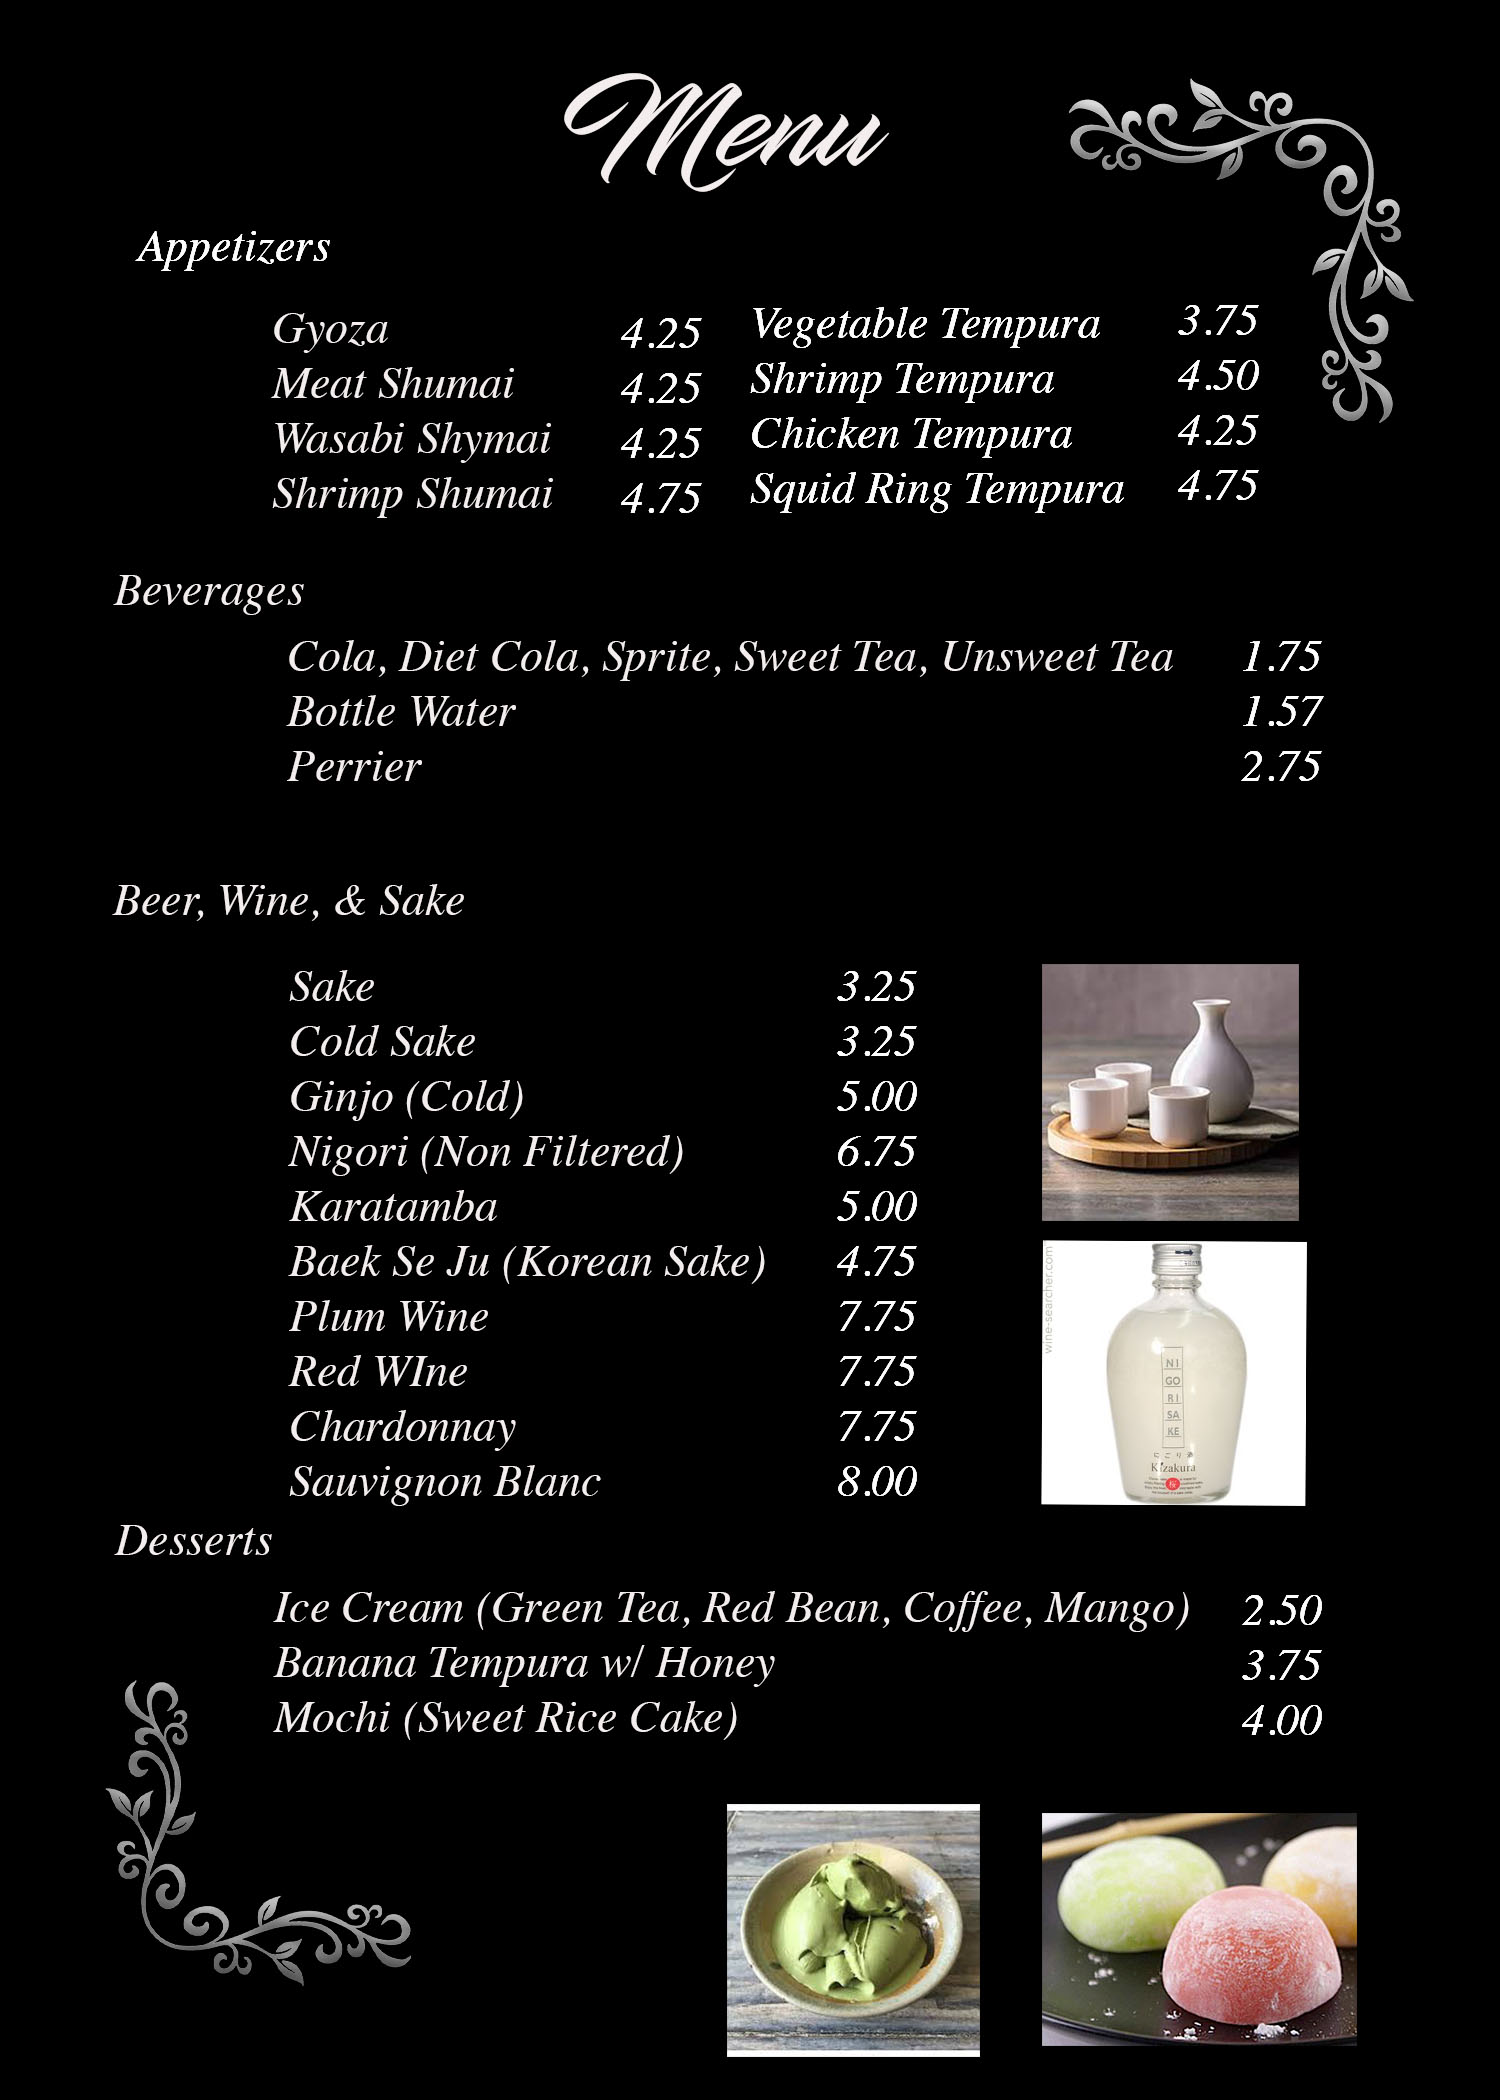 Menu
Appetizers
Gyoza 4.25
Meat Shumai 4.25
Wasabi Shymai 4.25
Shrimp Shumai 4.75
Vegetable Tempura 3.75
Shrimp Tempura 4.50
Chicken Tempura 4.25
Squid Ring Tempura 4.75
Beverages
Cola, Diet Cola, Sprite, Sweet Tea, Unsweet Tea 1.75
Bottle Water 1.57
Perrier 2.75
Beer, Wine, & Sake
Sake 3.25
Cold Sake 3.25
Ginjo (Cold) 5.00
Nigori (Non Filtered) 6.75
Karatamba 5.00
Baek Se Ju (Korean Sake) 4.75
Plum Wine 7.75
Red WIne 7.75
Chardonnay 7.75
Sauvignon Blanc 8.00
wine-searcher.com
NI
GO
RI
SA
KE
にごり酒
Kizakura
Desserts
Ice Cream (Green Tea, Red Bean, Coffee, Mango) 2.50
Banana Tempura w/ Honey 3.75
Mochi (Sweet Rice Cake) 4.00